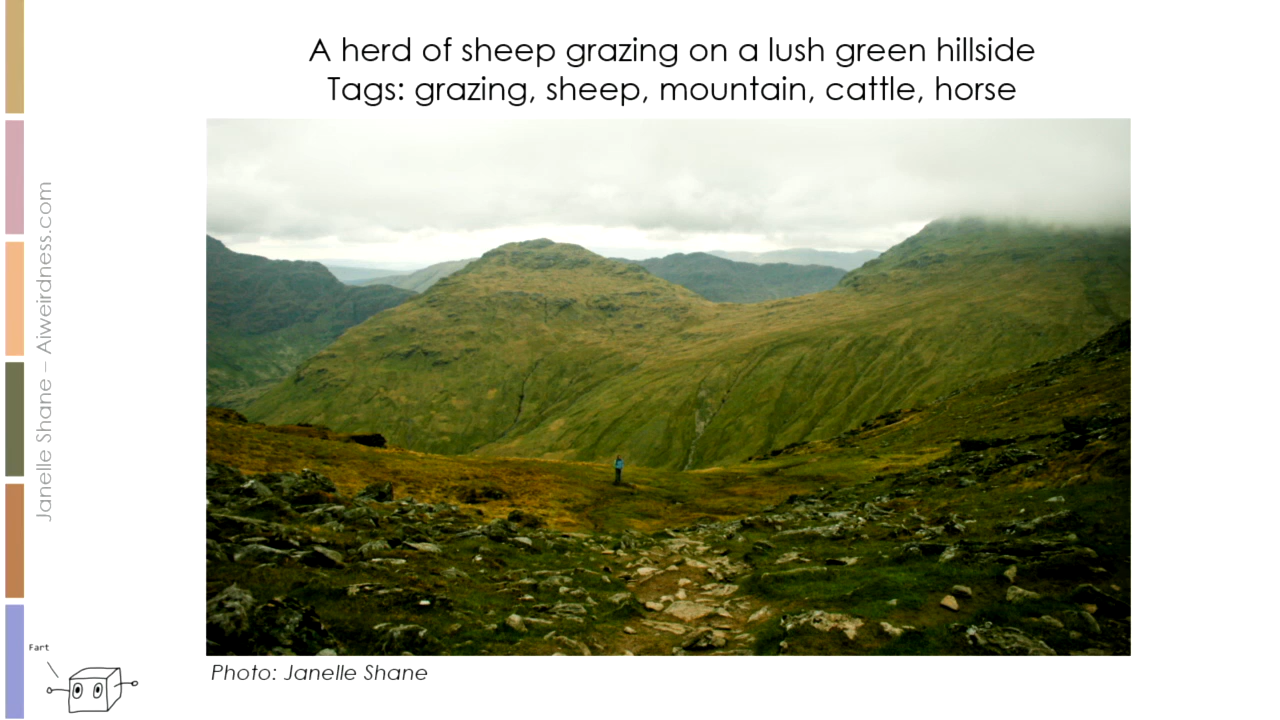 A herd of sheep grazing on a lush green hillside
Tags: grazing, sheep, mountain, cattle, horse
Janelle Shane – Aiweirdness.com
Fart
Photo: Janelle Shane